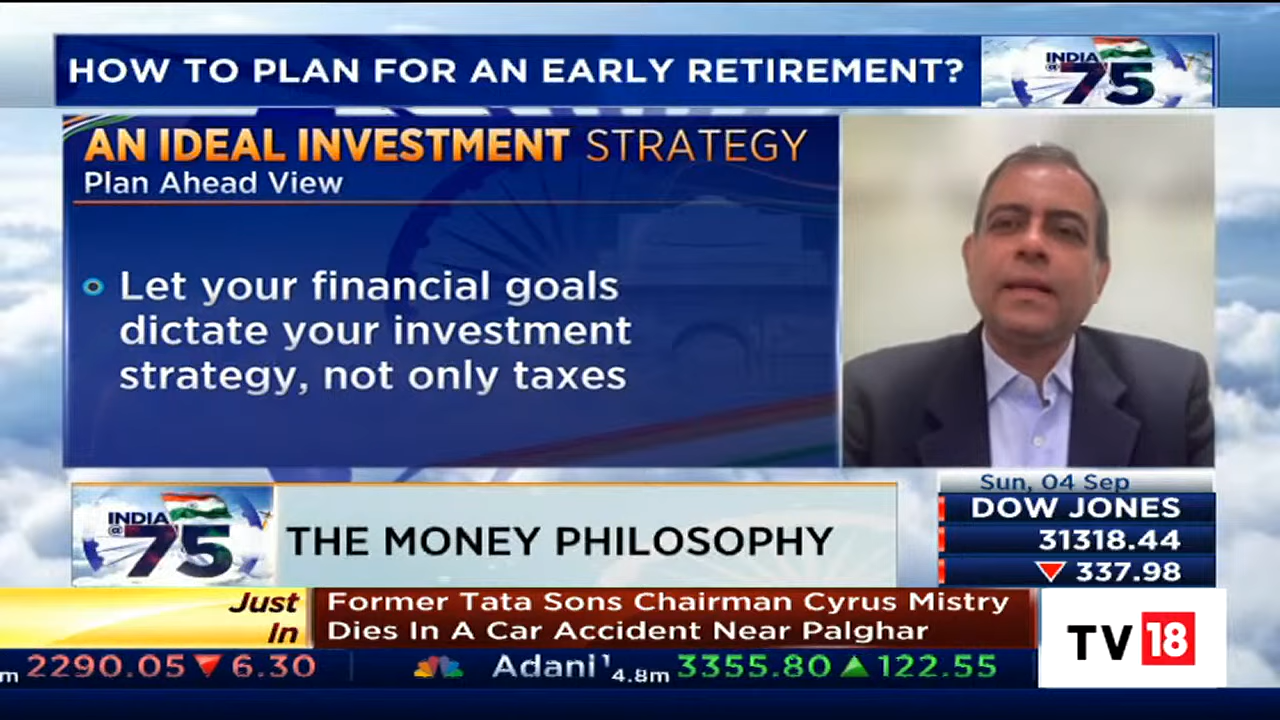 HOW TO PLAN FOR AN EARLY RETIREMENT?
INDIA
@
75
AN IDEAL INVESTMENT STRATEGY
Plan Ahead View
Let your financial goals
dictate your investment
strategy, not only taxes
INDIA
@
75
THE MONEY PHILOSOPHY
Sun, 04 Sep
DOW JONES
31318.44
▼ 337.98
Just
In
Former Tata Sons Chairman Cyrus Mistry
Dies In A Car Accident Near Palghar
TV18
m 2290.05 ▼ 6.30 Adani 4.8m 3355.80 ▲ 122.55